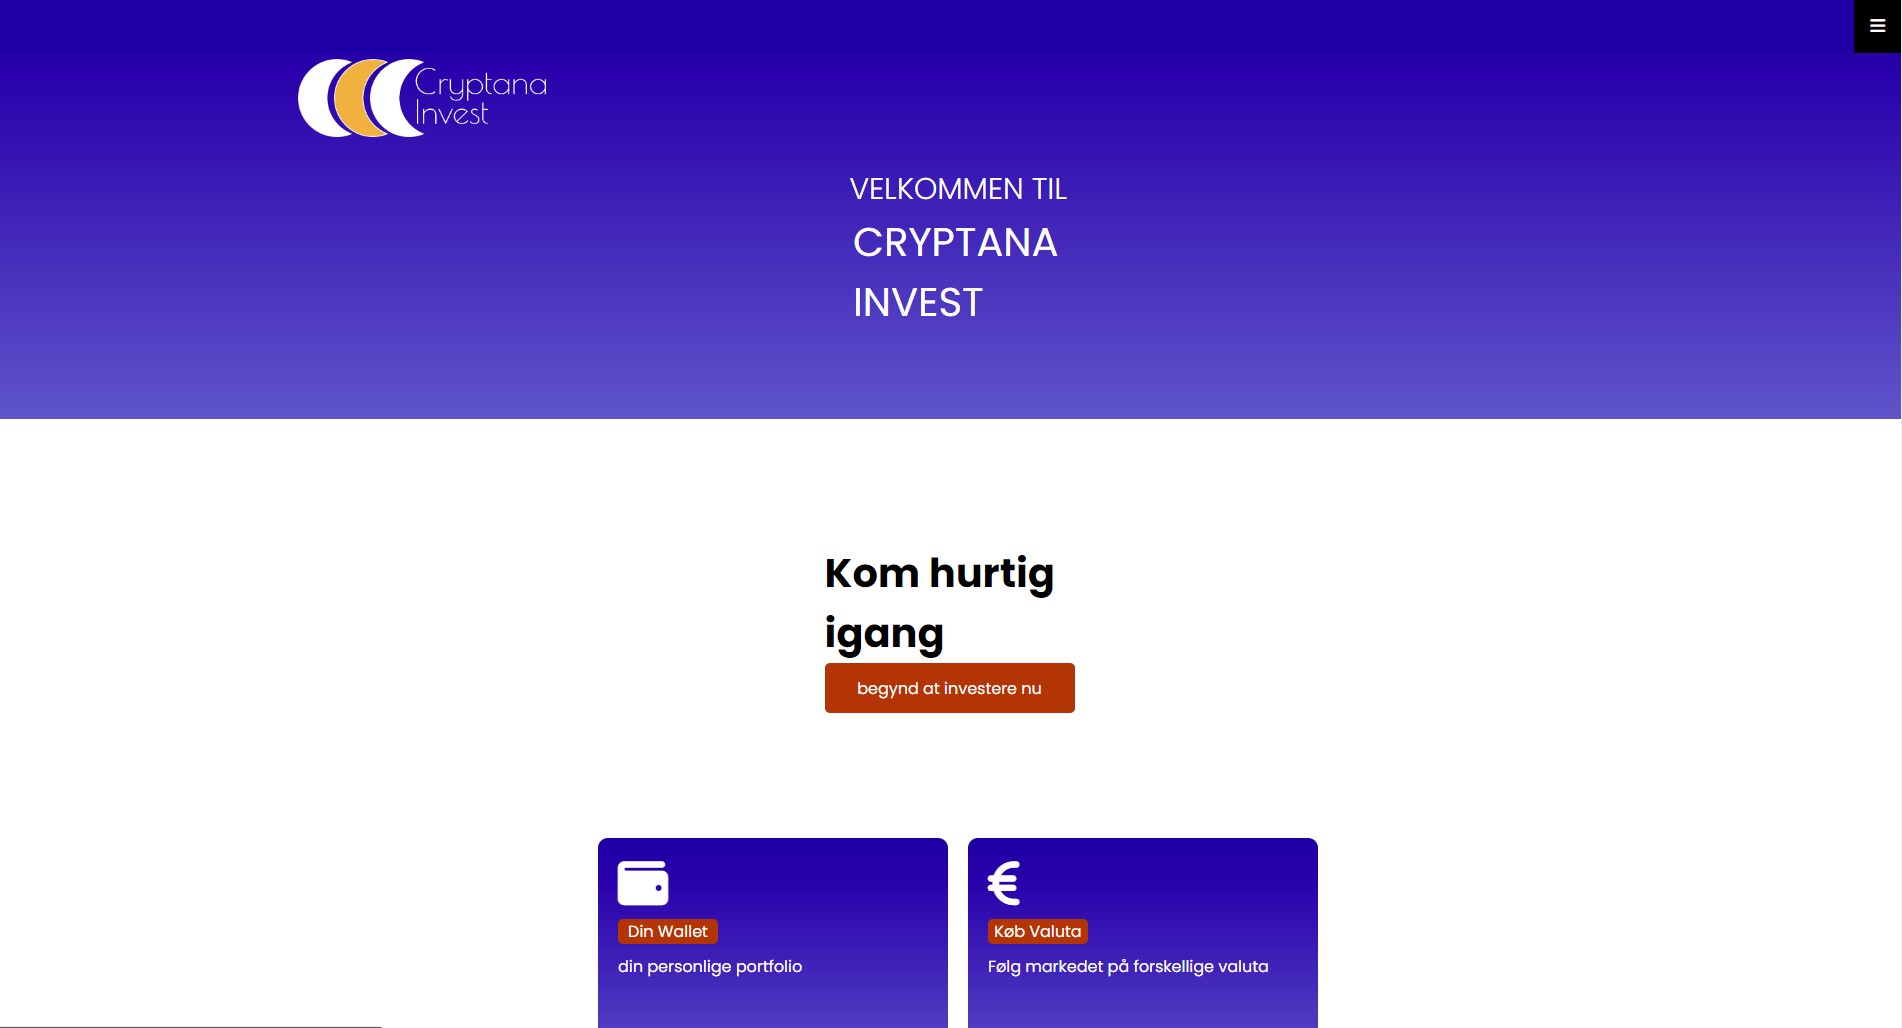 Cryptana
Invest
VELKOMMEN TIL
CRYPTANA
INVEST
Kom hurtig
igang
begynd at investere nu
Din Wallet
din personlige portfolio
Køb Valuta
Følg markedet på forskellige valuta